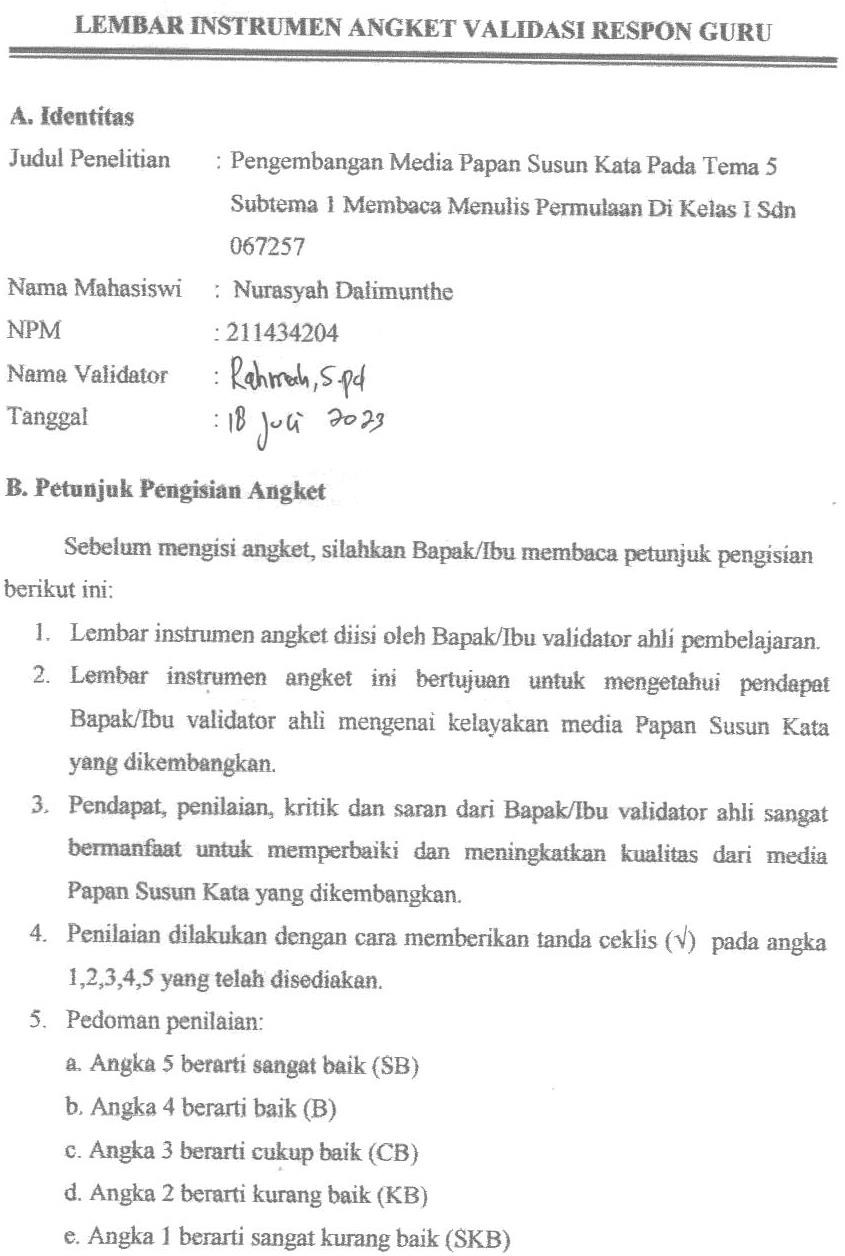 LEMBAR INSTRUMEN ANGKET VALIDASI RESPON GURU
A. Identitas
Judul Penelitian : Pengembangan Media Papan Susun Kata Pada Tema 5
Subtema 1 Membaca Menulis Permulaan Di Kelas I Sdn
067257
Nama Mahasiswi : Nurasyah Dalimunthe
NPM : 211434204
Nama Validator : Rahmah, S.pd
Tanggal : 18 Juli 2023
B. Petunjuk Pengisian Angket
Sebelum mengisi angket, silahkan Bapak/Ibu membaca petunjuk pengisian
berikut ini:
1. Lembar instrumen angket diisi oleh Bapak/Ibu validator ahli pembelajaran.
2. Lembar instrumen angket ini bertujuan untuk mengetahui pendapat
Bapak/Ibu validator ahli mengenai kelayakan media Papan Susun Kata
yang dikembangkan.
3. Pendapat, penilaian, kritik dan saran dari Bapak/Ibu validator ahli sangat
bermanfaat untuk memperbaiki dan meningkatkan kualitas dari media
Papan Susun Kata yang dikembangkan.
4. Penilaian dilakukan dengan cara memberikan tanda ceklis (√) pada angka
1,2,3,4,5 yang telah disediakan.
5. Pedoman penilaian:
a. Angka 5 berarti sangat baik (SB)
b. Angka 4 berarti baik (B)
c. Angka 3 berarti cukup baik (CB)
d. Angka 2 berarti kurang baik (KB)
e. Angka 1 berarti sangat kurang baik (SKB)